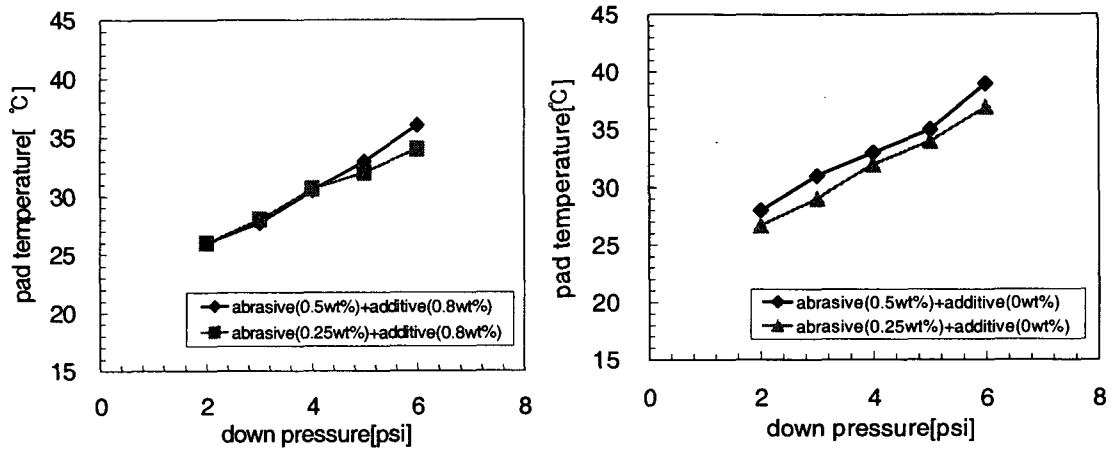 45
40
35
30
25
20
15
pad temperature[ ℃]
abrasive(0.5wt%)+additive(0.8wt%)
abrasive(0.25wt%)+additive(0.8wt%)
0 2 4 6 8
down pressure[psi]
45
40
35
30
25
20
15
pad temperature[℃]
abrasive(0.5wt%)+additive(0wt%)
abrasive(0.25wt%)+additive(0wt%)
0 2 4 6 8
down pressure[psi]